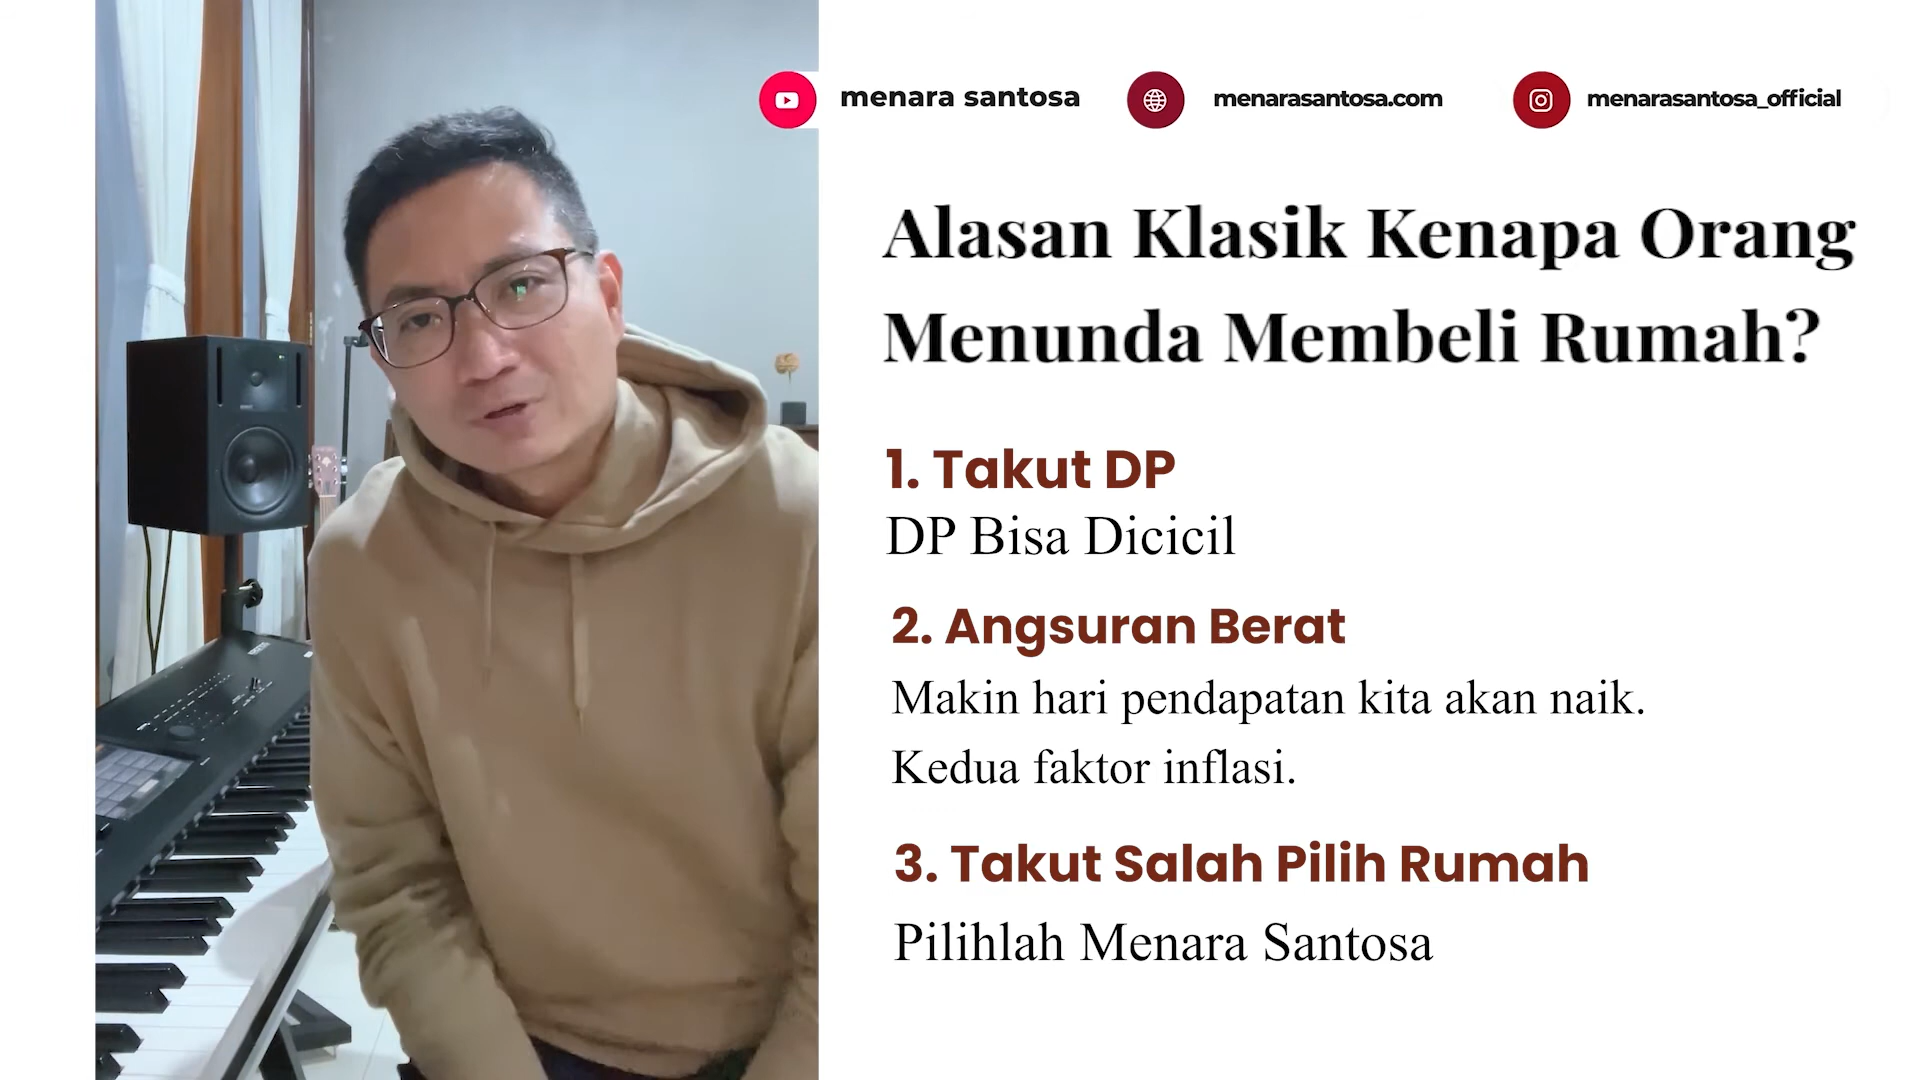 menara santosa
menarasantosa.com
menarasantosa_official
Alasan Klasik Kenapa Orang
Menunda Membeli Rumah?
1. Takut DP
DP Bisa Dicicil
2. Angsuran Berat
Makin hari pendapatan kita akan naik.
Kedua faktor inflasi.
3. Takut Salah Pilih Rumah
Pilihlah Menara Santosa